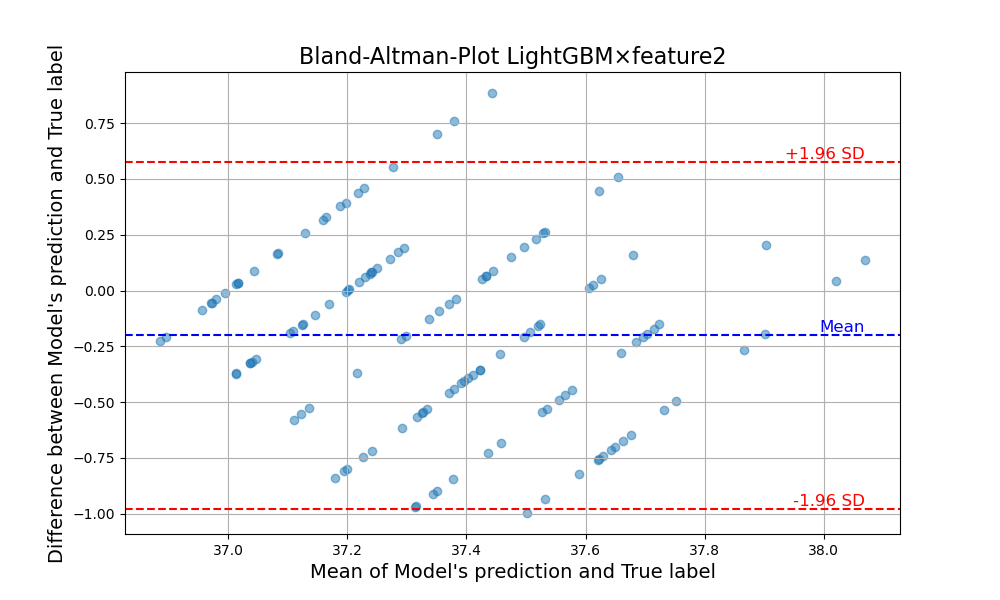 Bland-Altman-Plot LightGBM×feature2
Difference between Model's prediction and True label
0.75
0.50
0.25
0.00
−0.25
−0.50
−0.75
−1.00
+1.96 SD
Mean
-1.96 SD
37.0 37.2 37.4 37.6 37.8 38.0
Mean of Model's prediction and True label